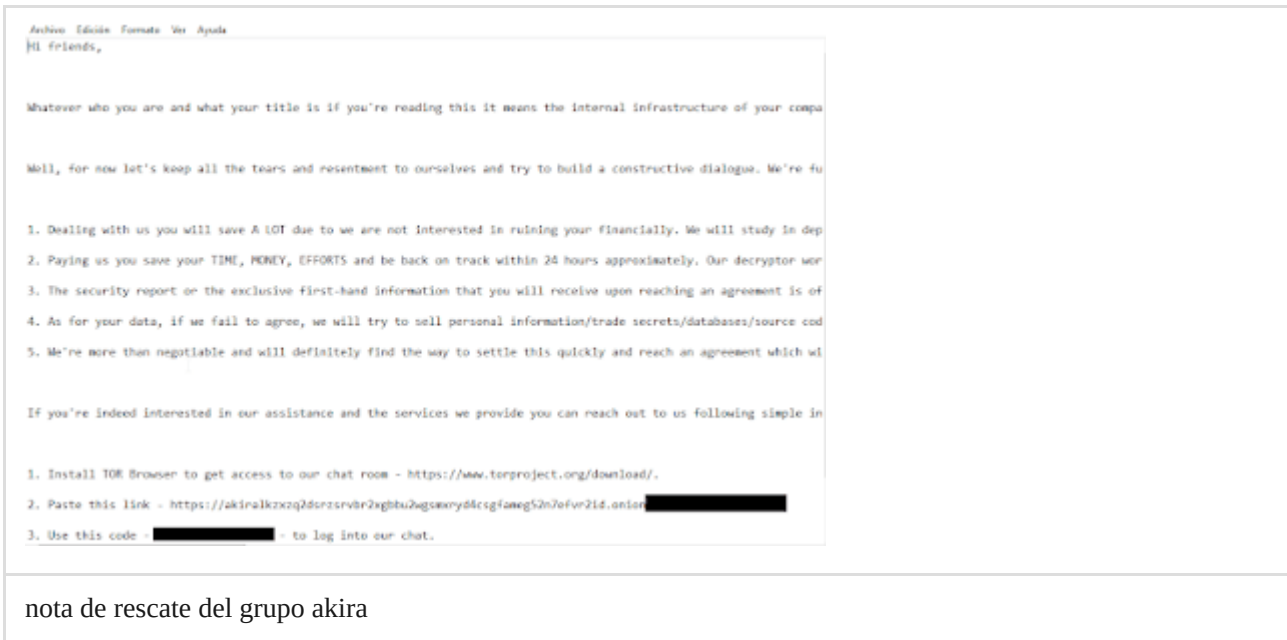 Archivo Edición Formato Ver Ayuda
Hi friends,
Whatever who you are and what your title is if you're reading this it means the internal infrastructure of your compa
Well, for now let's keep all the tears and resentment to ourselves and try to build a constructive dialogue. We're fu
1. Dealing with us you will save A LOT due to we are not interested in ruining your financially. We will study in dep
2. Paying us you save your TIME, MONEY, EFFORTS and be back on track within 24 hours approximately. Our decryptor wor
3. The security report or the exclusive first-hand information that you will receive upon reaching an agreement is of
4. As for your data, if we fail to agree, we will try to sell personal information/trade secrets/databases/source cod
5. We're more than negotiable and will definitely find the way to settle this quickly and reach an agreement which wi
If you're indeed interested in our assistance and the services we provide you can reach out to us following simple in
1. Install TOR Browser to get access to our chat room - https://www.torproject.org/download/.
2. Paste this link -
3. Use this code - - to log into our chat.
nota de rescate del grupo akira